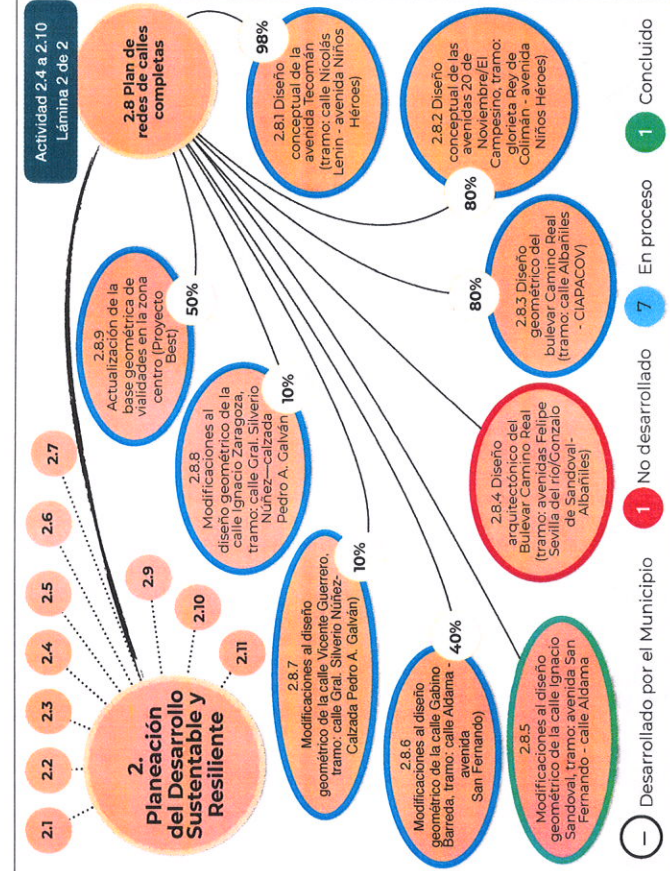 Actividad 2.4 a 2.10
Lámina 2 de 2
2.1
2.2
2.3
2.4
2.5
2.6
2.7
2.9
2.10
2.11
2.
Planeación
del Desarrollo
Sustentable y
Resiliente
2.8 Plan de
redes de calles
completas
98%
2.8.1 Diseño
conceptual de la
avenida Tecomán
(tramo: calle Nicolás
Lenin - avenida Niños
Héroes)
80%
2.8.2 Diseño
conceptual de las
avenidas 20 de
Noviembre/El
Campesino, tramo:
glorieta Rey de
Colimán - avenida
Niños Héroes)
80%
2.8.3 Diseño
geométrico del
bulevar Camino Real
(tramo: calle Albañiles
- CIAPACOV)
2.8.4 Diseño
arquitectónico del
Bulevar Camino Real
(tramo: avenidas Felipe
Sevilla del río/Gonzalo
de Sandoval-
Albañiles)
2.8.5
Modificaciones al diseño
geométrico de la calle Ignacio
Sandoval, tramo: avenida San
Fernando - calle Aldama
40%
2.8.6
Modificaciones al diseño
geométrico de la calle Gabino
Barreda, tramo: calle Aldama -
avenida
San Fernando)
10%
2.8.7
Modificaciones al diseño
geométrico de la calle Vicente Guerrero,
tramo: calle Gral. Silverio Núñez-
Calzada Pedro A. Galván)
10%
2.8.8
Modificaciones al
diseño geométrico de la
calle Ignacio Zaragoza,
tramo: calle Gral. Silverio
Núñez—calzada
Pedro A. Galván
50%
2.8.9
Actualización de la
base geométrica de
vialidades en la zona
centro (Proyecto
Best)
– Desarrollado por el Municipio
1 No desarrollado
7 En proceso
1 Concluido